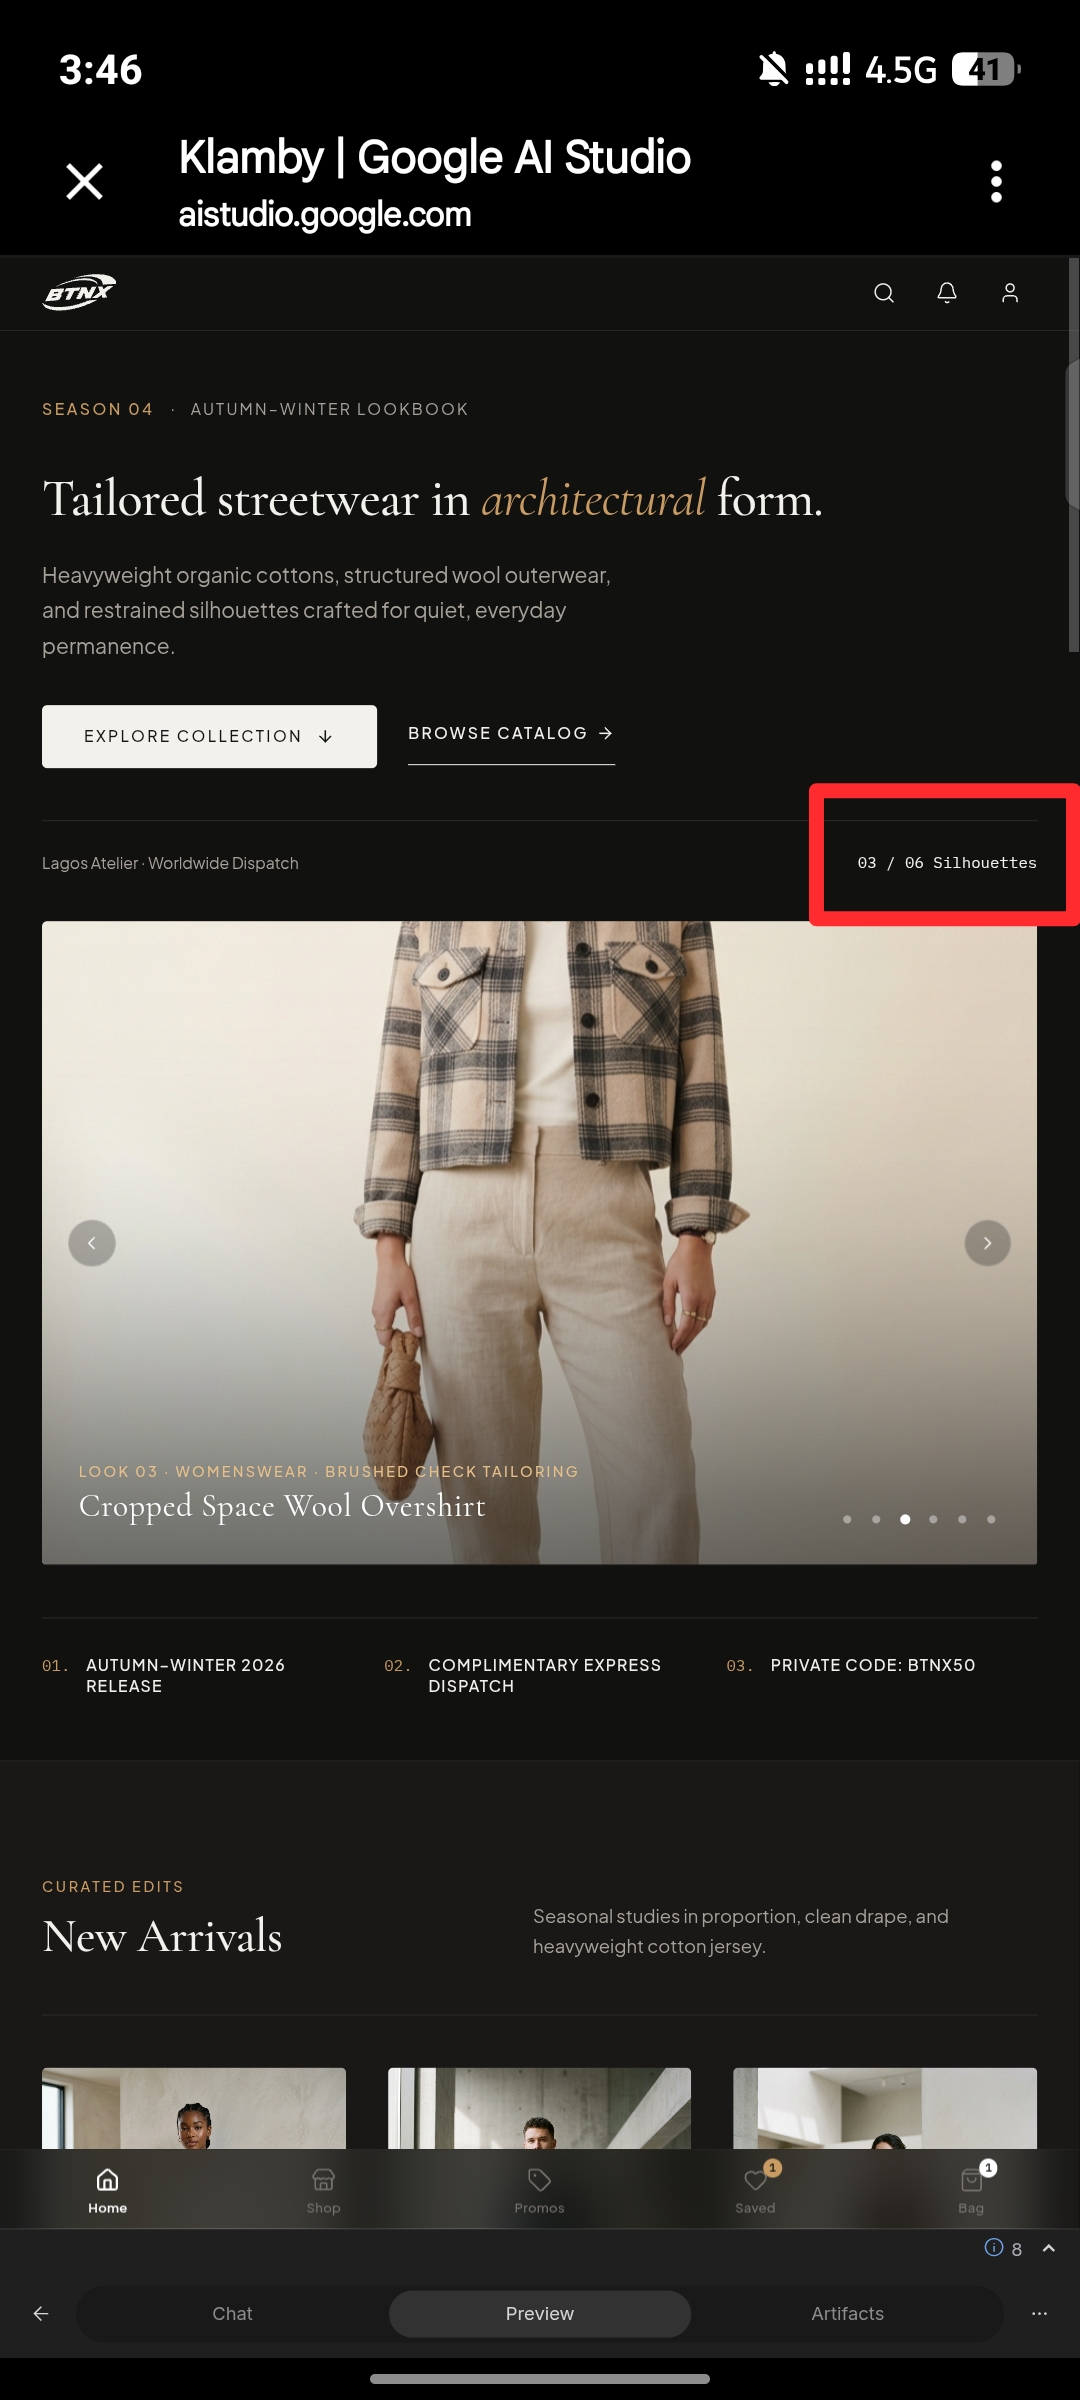 3:46
4.5G
41
Klamby | Google AI Studio
aistudio.google.com
BTNX
SEASON 04 · AUTUMN–WINTER LOOKBOOK
Tailored streetwear in architectural form.
Heavyweight organic cottons, structured wool outerwear,
and restrained silhouettes crafted for quiet, everyday
permanence.
EXPLORE COLLECTION ↓
BROWSE CATALOG →
Lagos Atelier · Worldwide Dispatch
03 / 06 Silhouettes
LOOK 03 · WOMENSWEAR · BRUSHED CHECK TAILORING
Cropped Space Wool Overshirt
01. AUTUMN–WINTER 2026
RELEASE
02. COMPLIMENTARY EXPRESS
DISPATCH
03. PRIVATE CODE: BTNX50
CURATED EDITS
New Arrivals
Seasonal studies in proportion, clean drape, and
heavyweight cotton jersey.
1
1
Home
Shop
Promos
Saved
Bag
8
Chat
Preview
Artifacts